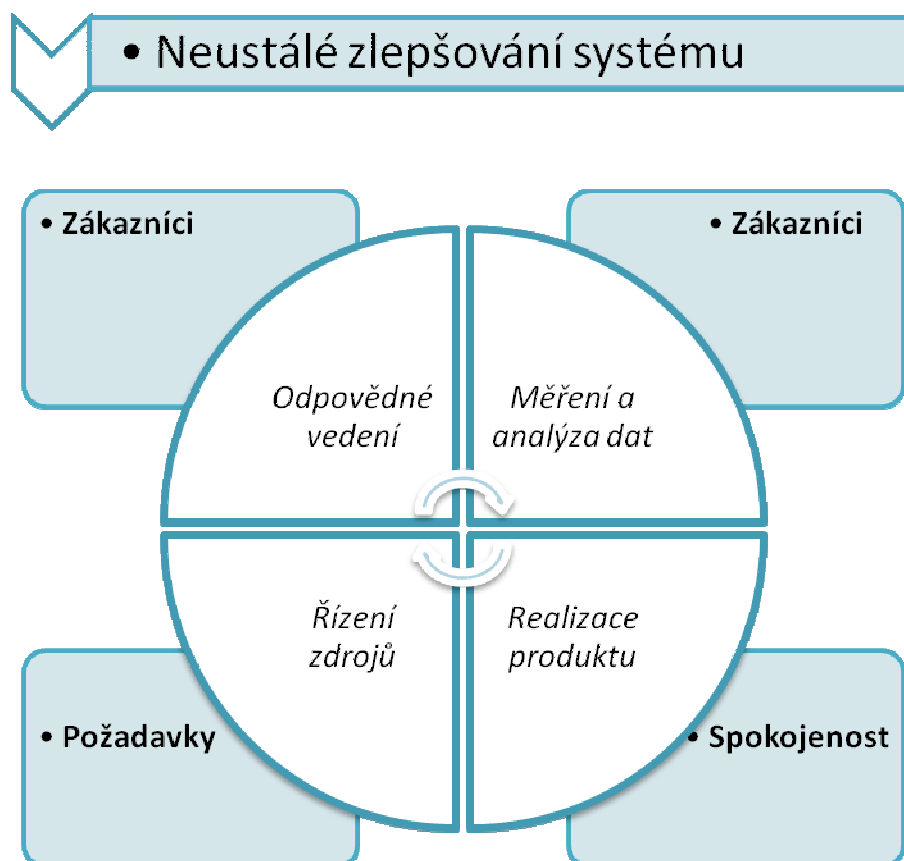 • Neustálé zlepšování systému
• Zákazníci
• Zákazníci
Odpovědné
vedení
Měření a
analýza dat
Řízení
zdrojů
Realizace
produktu
• Požadavky
• Spokojenost